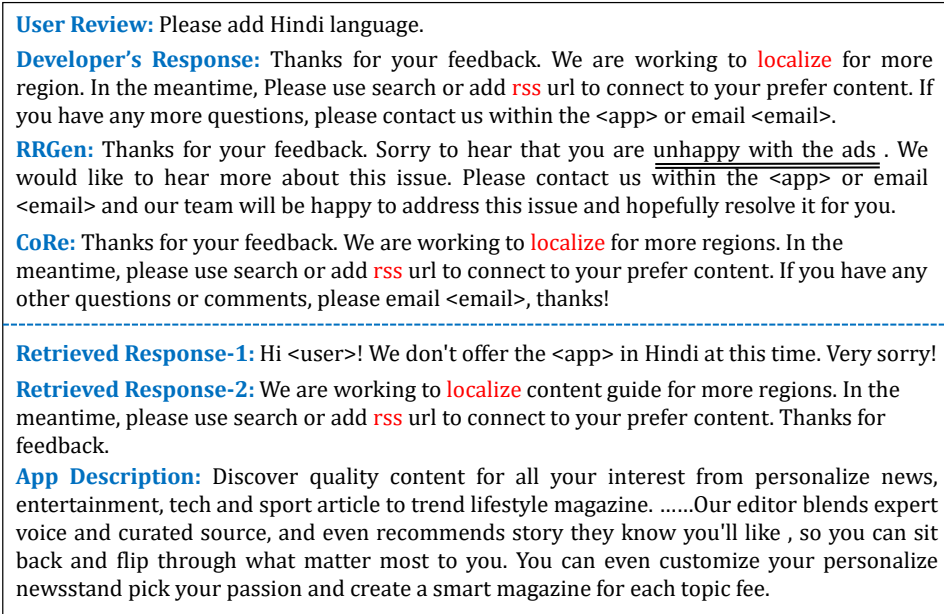 User Review: Please add Hindi language.
Developer's Response: Thanks for your feedback. We are working to localize for more
region. In the meantime, Please use search or add rss url to connect to your prefer content. If
you have any more questions, please contact us within the <app> or email <email>.
RRGen: Thanks for your feedback. Sorry to hear that you are unhappy with the ads . We
would like to hear more about this issue. Please contact us within the <app> or email
<email> and our team will be happy to address this issue and hopefully resolve it for you.
CoRe: Thanks for your feedback. We are working to localize for more regions. In the
meantime, please use search or add rss url to connect to your prefer content. If you have any
other questions or comments, please email <email>, thanks!
Retrieved Response-1: Hi <user>! We don't offer the <app> in Hindi at this time. Very sorry!
Retrieved Response-2: We are working to localize content guide for more regions. In the
meantime, please use search or add rss url to connect to your prefer content. Thanks for
feedback.
App Description: Discover quality content for all your interest from personalize news,
entertainment, tech and sport article to trend lifestyle magazine. ......Our editor blends expert
voice and curated source, and even recommends story they know you'll like , so you can sit
back and flip through what matter most to you. You can even customize your personalize
newsstand pick your passion and create a smart magazine for each topic fee.